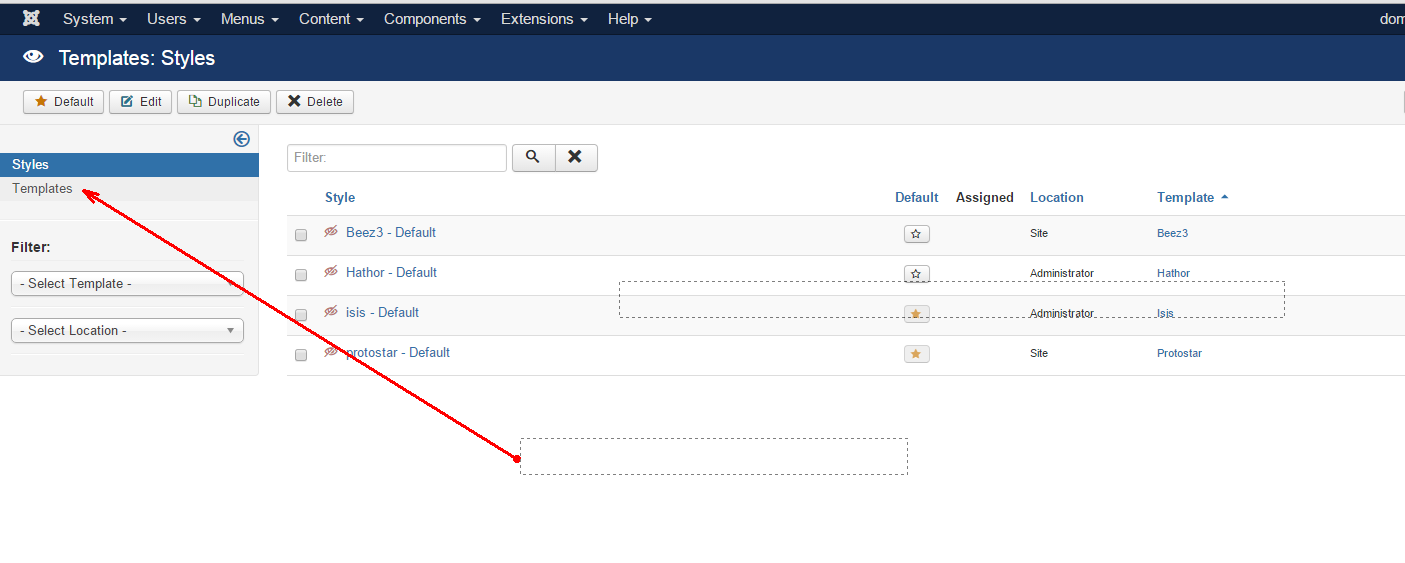 System Users Menus Content Components Extensions Help dom
Templates: Styles
Default Edit Duplicate Delete
Styles
Templates
Filter:
- Select Template -
- Select Location -
Filter:
Style Default Assigned Location Template
Beez3 - Default Site Beez3
Hathor - Default Administrator Hathor
isis - Default Administrator Isis
protostar - Default Site Protostar